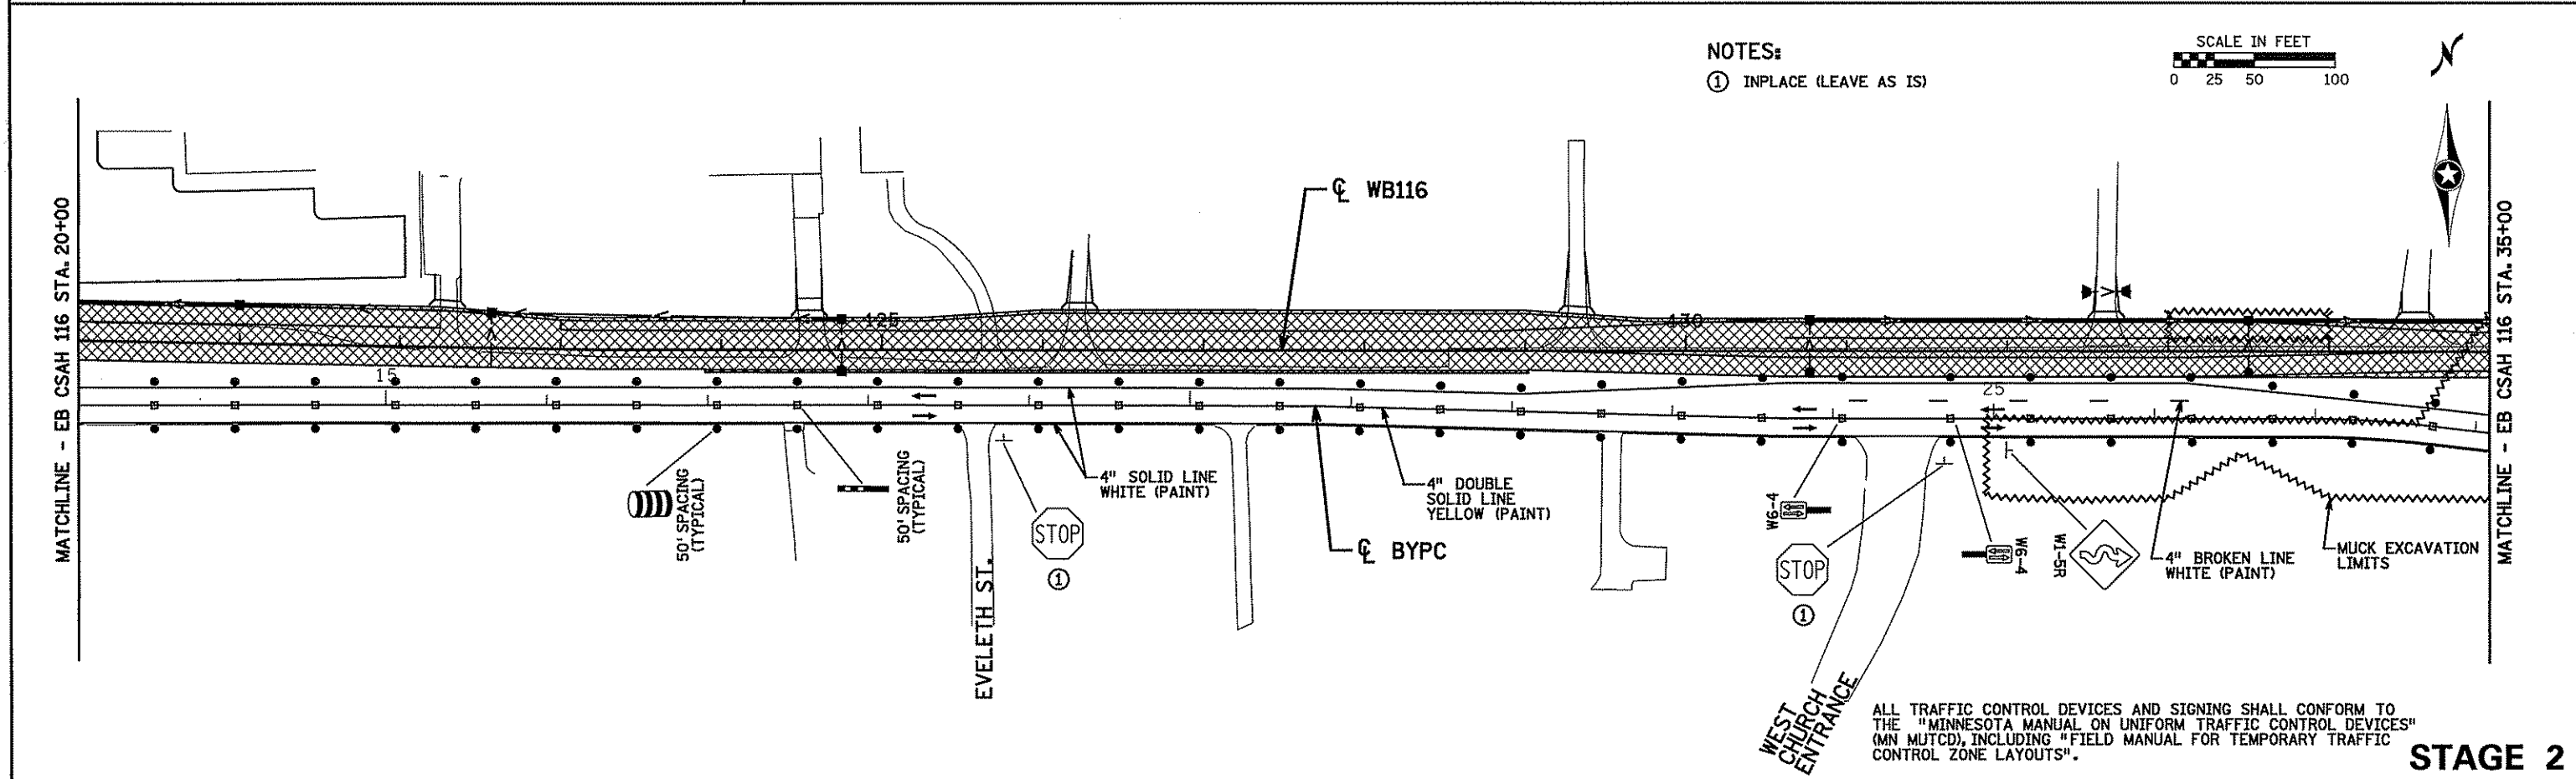 NOTES:
① INPLACE (LEAVE AS IS)
SCALE IN FEET
0 25 50 100
N
MATCHLINE - EB CSAH 116 STA. 20+00
℄ WB116
125
130
MATCHLINE - EB CSAH 116 STA. 35+00
15
25
50' SPACING
(TYPICAL)
50' SPACING
(TYPICAL)
EVELETH ST.
4" SOLID LINE
WHITE (PAINT)
STOP
①
℄ BYPC
4" DOUBLE
SOLID LINE
YELLOW (PAINT)
W6-4
STOP
①
WEST
CHURCH
ENTRANCE
W6-4
W1-5R
4" BROKEN LINE
WHITE (PAINT)
MUCK EXCAVATION
LIMITS
ALL TRAFFIC CONTROL DEVICES AND SIGNING SHALL CONFORM TO
THE "MINNESOTA MANUAL ON UNIFORM TRAFFIC CONTROL DEVICES"
(MN MUTCD), INCLUDING "FIELD MANUAL FOR TEMPORARY TRAFFIC
CONTROL ZONE LAYOUTS".
STAGE 2